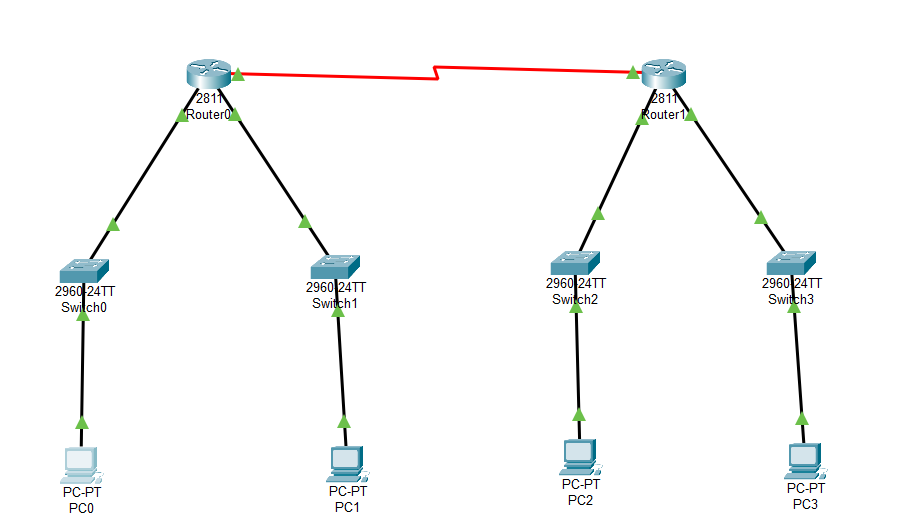 2811
Router0
2811
Router1
2960-24TT
Switch0
2960-24TT
Switch1
2960-24TT
Switch2
2960-24TT
Switch3
PC-PT
PC0
PC-PT
PC1
PC-PT
PC2
PC-PT
PC3